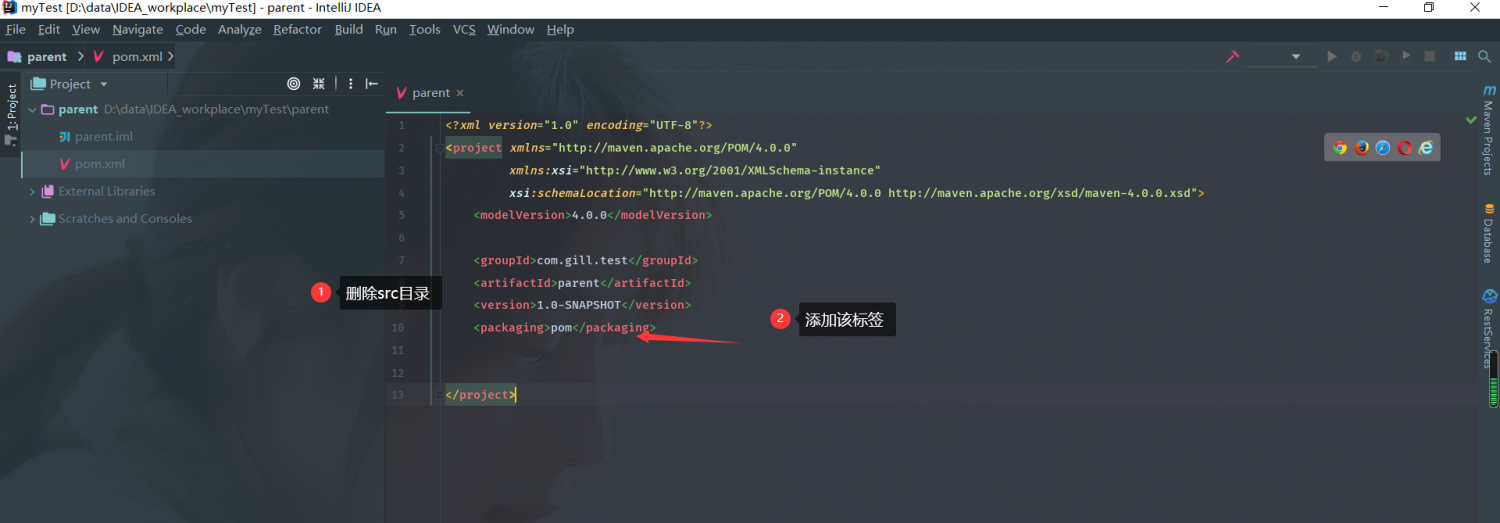 myTest [D:\data\IDEA_workplace\myTest] - parent - IntelliJ IDEA
File Edit View Navigate Code Analyze Refactor Build Run Tools VCS Window Help
parent pom.xml
1: Project
Project
parent D:\data\IDEA_workplace\myTest\parent
parent.iml
pom.xml
External Libraries
Scratches and Consoles
1 删除src目录
parent ×
1 <?xml version="1.0" encoding="UTF-8"?>
2 <project xmlns="http://maven.apache.org/POM/4.0.0"
3 xmlns:xsi="http://www.w3.org/2001/XMLSchema-instance"
4 xsi:schemaLocation="http://maven.apache.org/POM/4.0.0 http://maven.apache.org/xsd/maven-4.0.0.xsd">
5 <modelVersion>4.0.0</modelVersion>
6
7 <groupId>com.gill.test</groupId>
<artifactId>parent</artifactId>
<version>1.0-SNAPSHOT</version>
10 <packaging>pom</packaging>
11
12
13 </project>
2 添加该标签
Maven Projects
Database
RestServices